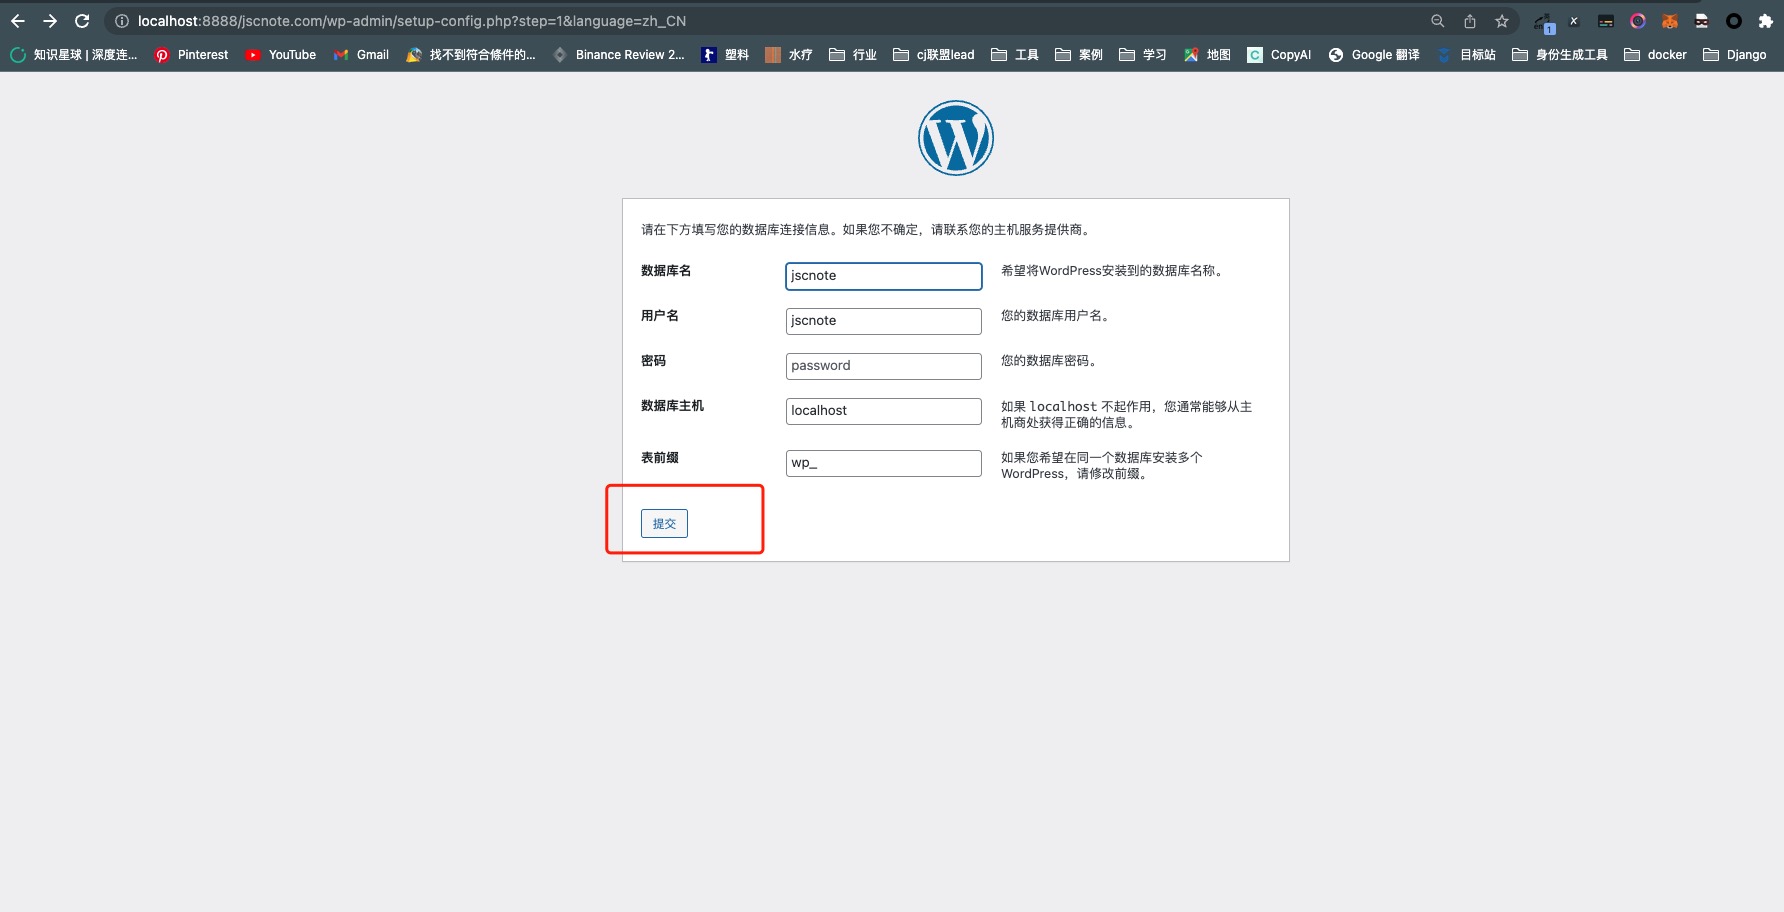 localhost:8888/jscnote.com/wp-admin/setup-config.php?step=1&language=zh_CN
1
知识星球 | 深度连...
Pinterest
YouTube
Gmail
找不到符合條件的...
Binance Review 2...
塑料
水疗
行业
cj联盟lead
工具
案例
学习
地图
CopyAI
Google 翻译
目标站
身份生成工具
docker
Django
请在下方填写您的数据库连接信息。如果您不确定，请联系您的主机服务提供商。
数据库名
jscnote
希望将WordPress安装到的数据库名称。
用户名
jscnote
您的数据库用户名。
密码
password
您的数据库密码。
数据库主机
localhost
如果 localhost 不起作用，您通常能够从主
机商处获得正确的信息。
表前缀
wp_
如果您希望在同一个数据库安装多个
WordPress，请修改前缀。
提交